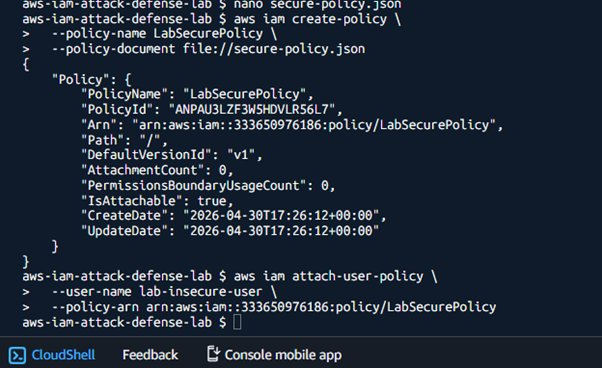 aws-iam-attack-defense-lab $ nano secure-policy.json
aws-iam-attack-defense-lab $ aws iam create-policy \
>   --policy-name LabSecurePolicy \
>   --policy-document file://secure-policy.json
{
    "Policy": {
        "PolicyName": "LabSecurePolicy",
        "PolicyId": "ANPAU3LZF3W5HDVLR56L7",
        "Arn": "arn:aws:iam::333650976186:policy/LabSecurePolicy",
        "Path": "/",
        "DefaultVersionId": "v1",
        "AttachmentCount": 0,
        "PermissionsBoundaryUsageCount": 0,
        "IsAttachable": true,
        "CreateDate": "2026-04-30T17:26:12+00:00",
        "UpdateDate": "2026-04-30T17:26:12+00:00"
    }
}
aws-iam-attack-defense-lab $ aws iam attach-user-policy \
>   --user-name lab-insecure-user \
>   --policy-arn arn:aws:iam::333650976186:policy/LabSecurePolicy
aws-iam-attack-defense-lab $
CloudShell Feedback Console mobile app